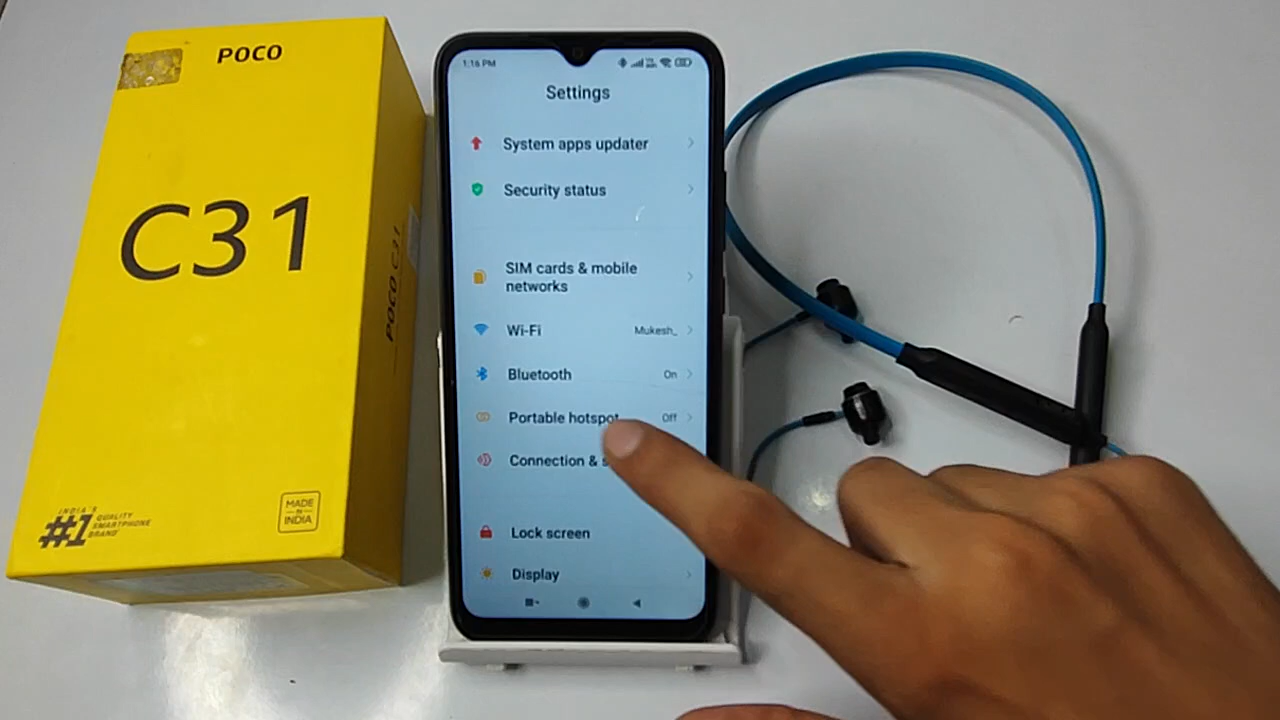 POCO
C31
POCO C31
INDIA'S
#1 QUALITY
SMARTPHONE
BRAND
MADE
IN
INDIA
1:16 PM
Settings
System apps updater
Security status
SIM cards & mobile
networks
Wi-Fi Mukesh_
Bluetooth On
Portable hotspot Off
Connection & s
Lock screen
Display